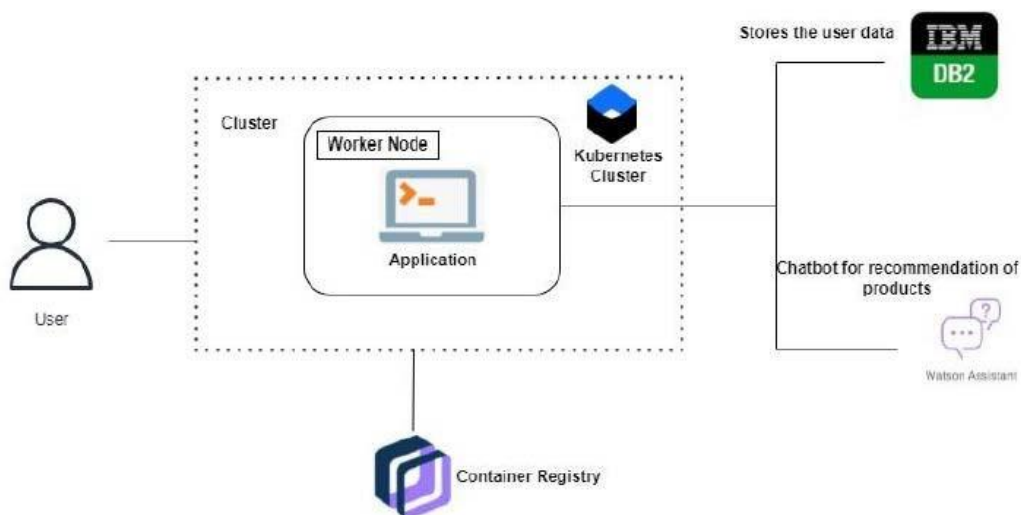 Stores the user data
IBM
DB2
Cluster
Worker Node
Kubernetes
Cluster
Application
User
Chatbot for recommendation of
products
?
Watson Assistant
Container Registry